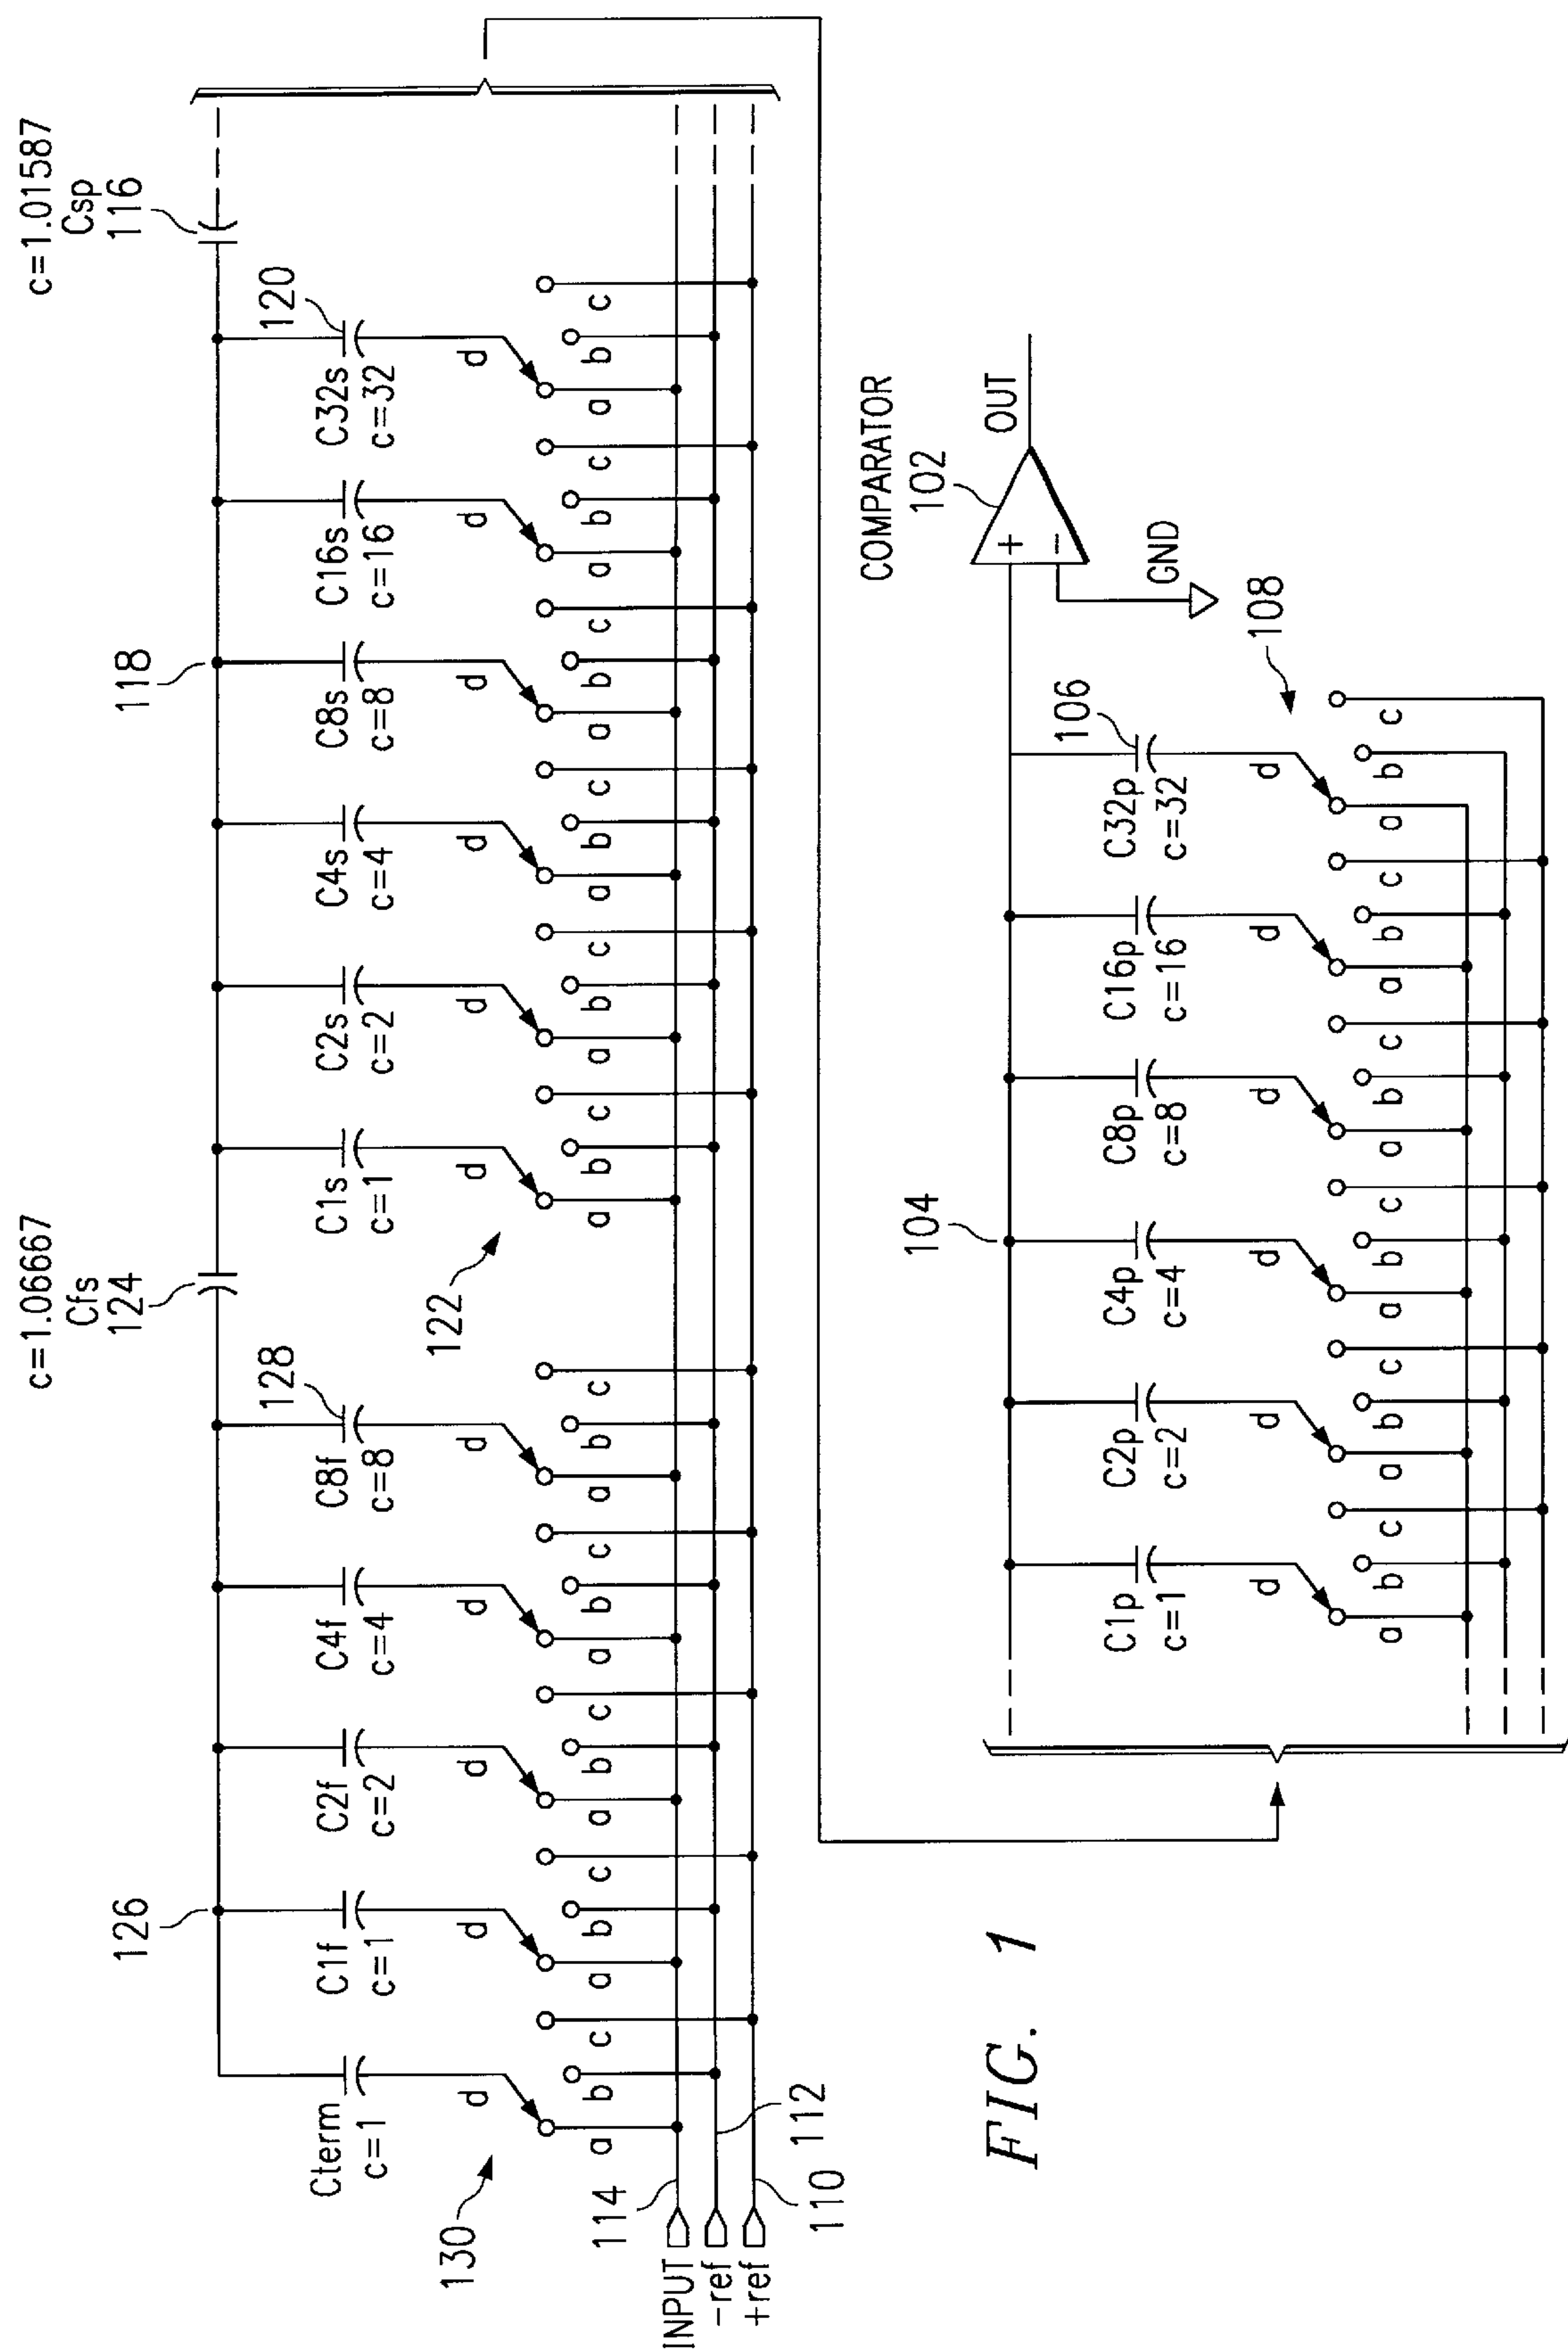 c=1.06667
Cfs
124
c=1.01587
Csp
116
126
118
Cterm
c=1
C1f
c=1
C2f
c=2
C4f
c=4
C8f
c=8
128
C1s
c=1
C2s
c=2
C4s
c=4
C8s
c=8
C16s
c=16
C32s
c=32
120
d d d d d d d d d d d
130
122
a b c a b c a b c a b c a b c a b c a b c a b c a b c a b c a b c
114
INPUT
-ref
+ref
112
110
COMPARATOR
102
OUT
+
−
GND
104
C1p
c=1
C2p
c=2
C4p
c=4
C8p
c=8
C16p
c=16
C32p
c=32
106
108
d d d d d d
a b c a b c a b c a b c a b c a b c
FIG. 1